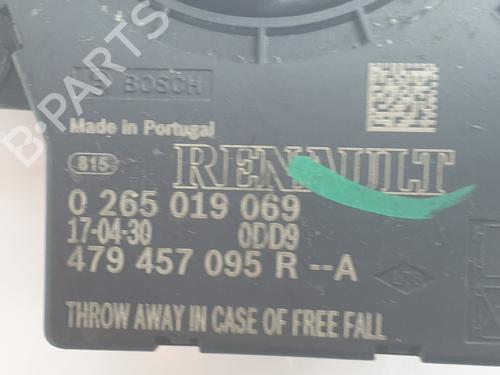 B-PARTS
BOSCH
Made in Portugal
815
RENAULT
0 265 019 069
17-04-30 0DD9
479 457 095 R --A
THROW AWAY IN CASE OF FREE FALL